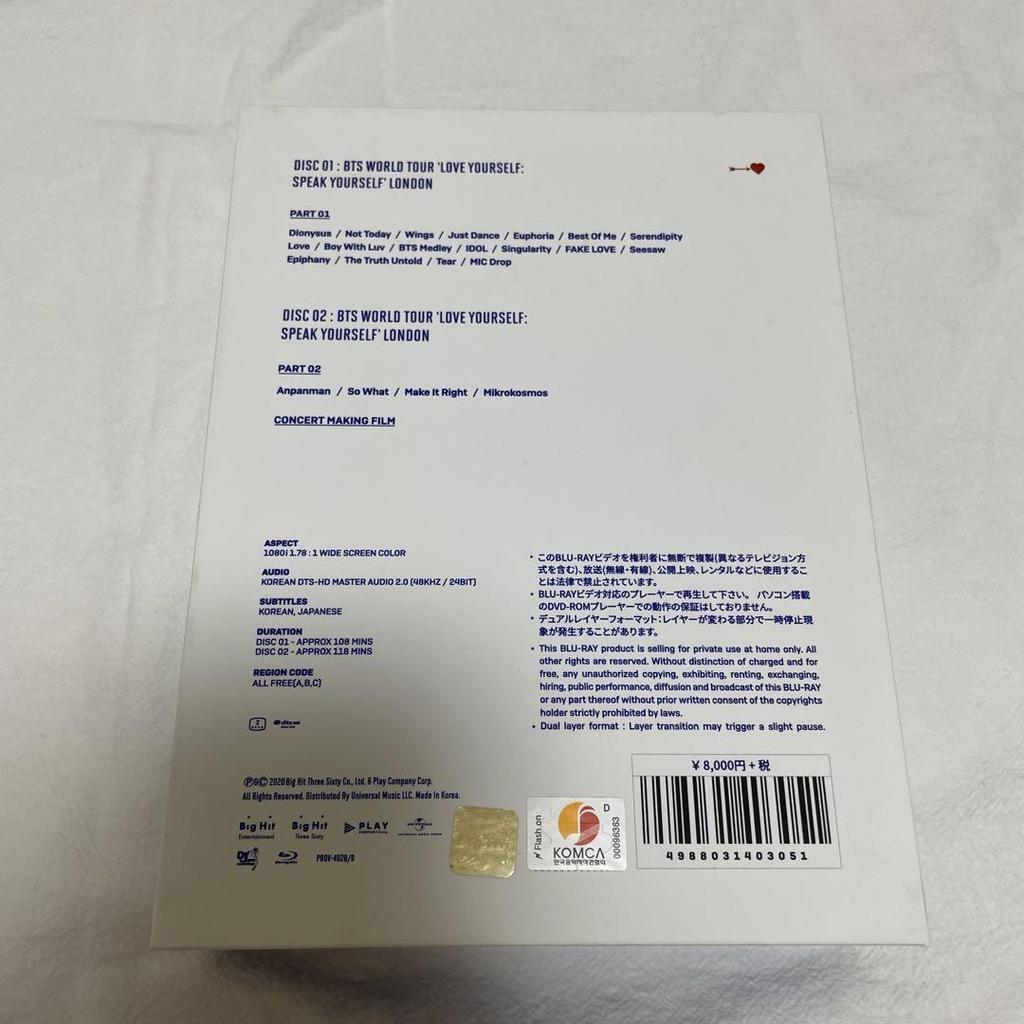 DISC 01 : BTS WORLD TOUR 'LOVE YOURSELF:
SPEAK YOURSELF' LONDON
PART 01
Dionysus / Not Today / Wings / Just Dance / Euphoria / Best Of Me / Serendipity
Love / Boy With Luv / BTS Medley / IDOL / Singularity / FAKE LOVE / Seesaw
Epiphany / The Truth Untold / Tear / MIC Drop
DISC 02 : BTS WORLD TOUR 'LOVE YOURSELF:
SPEAK YOURSELF' LONDON
PART 02
Anpanman / So What / Make It Right / Mikrokosmos
CONCERT MAKING FILM
ASPECT
1080i 1.78 : 1 WIDE SCREEN COLOR
AUDIO
KOREAN DTS-HD MASTER AUDIO 2.0 (48KHZ / 24BIT)
SUBTITLES
KOREAN, JAPANESE
DURATION
DISC 01 - APPROX 108 MINS
DISC 02 - APPROX 118 MINS
REGION CODE
ALL FREE(A,B,C)
2
dts
・このBLU-RAYビデオを権利者に無断で複製(異なるテレビジョン方
式を含む)、放送(無線・有線)、公開上映、レンタルなどに使用するこ
とは法律で禁止されています。
・BLU-RAYビデオ対応のプレーヤーで再生して下さい。 パソコン搭載
のDVD-ROMプレーヤーでの動作の保証はしておりません。
・デュアルレイヤーフォーマット:レイヤーが変わる部分で一時停止現
象が発生することがあります。
• This BLU-RAY product is selling for private use at home only. All
other rights are reserved. Without distinction of charged and for
free, any unauthorized copying, exhibiting, renting, exchanging,
hiring, public performance, diffusion and broadcast of this BLU-RAY
or any part thereof without prior written consent of the copyrights
holder strictly prohibited by laws.
• Dual layer format : Layer transition may trigger a slight pause.
℗&© 2020 Big Hit Three Sixty Co., Ltd. & Play Company Corp.
All Rights Reserved. Distributed By Universal Music LLC. Made In Korea.
Big Hit
Entertainment
Big Hit
Three Sixty
PLAY
UNIVERSAL
UNIVERSAL MUSIC GROUP
Def Jam
Blu-ray
PROV-4028/9
Flash on
KOMCA
한국음악저작권협회
D
00096363
¥ 8,000円 + 税
4988031403051